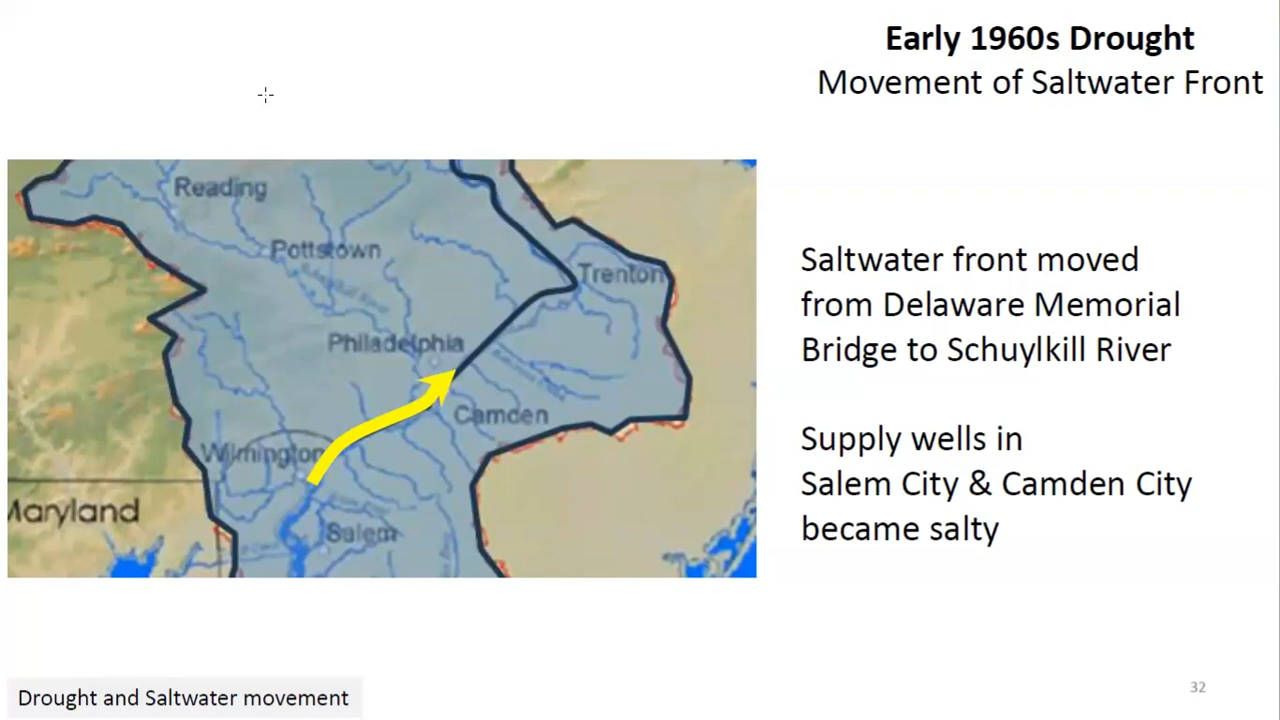 Early 1960s Drought
Movement of Saltwater Front
Reading
Pottstown
Trenton
Philadelphia
Camden
Wilmington
Maryland
Salem
Saltwater front moved
from Delaware Memorial
Bridge to Schuylkill River
Supply wells in
Salem City & Camden City
became salty
Drought and Saltwater movement
32